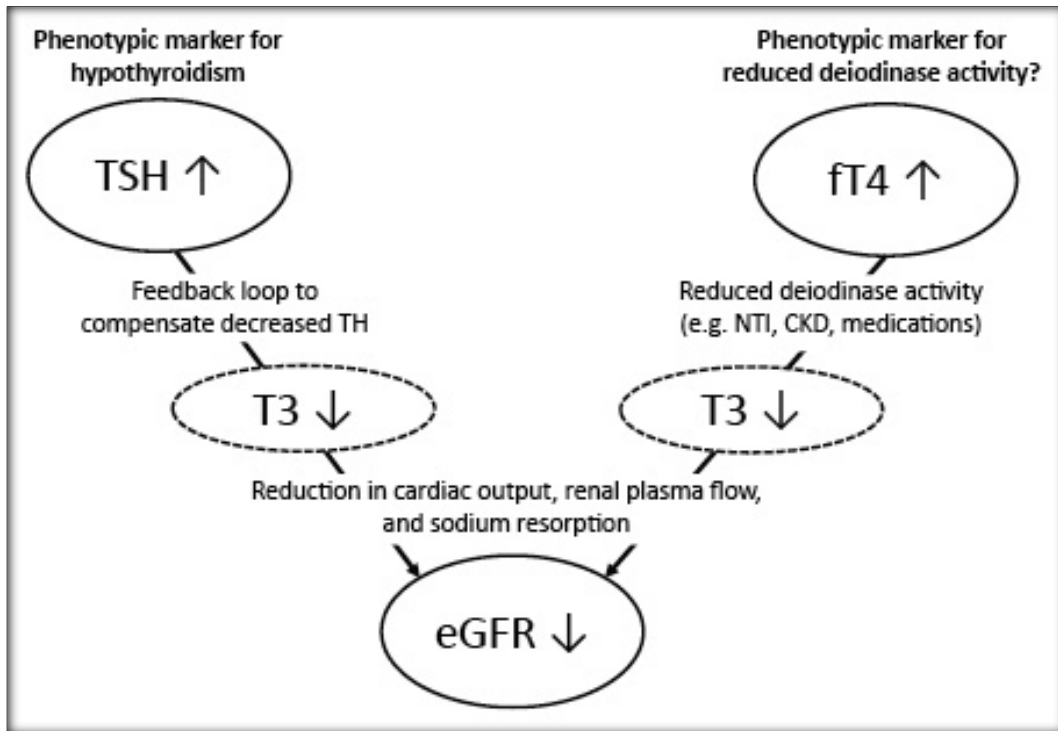 Phenotypic marker for
hypothyroidism
Phenotypic marker for
reduced deiodinase activity?
TSH ↑
fT4 ↑
Feedback loop to
compensate decreased TH
Reduced deiodinase activity
(e.g. NTI, CKD, medications)
T3 ↓
T3 ↓
Reduction in cardiac output, renal plasma flow,
and sodium resorption
eGFR ↓